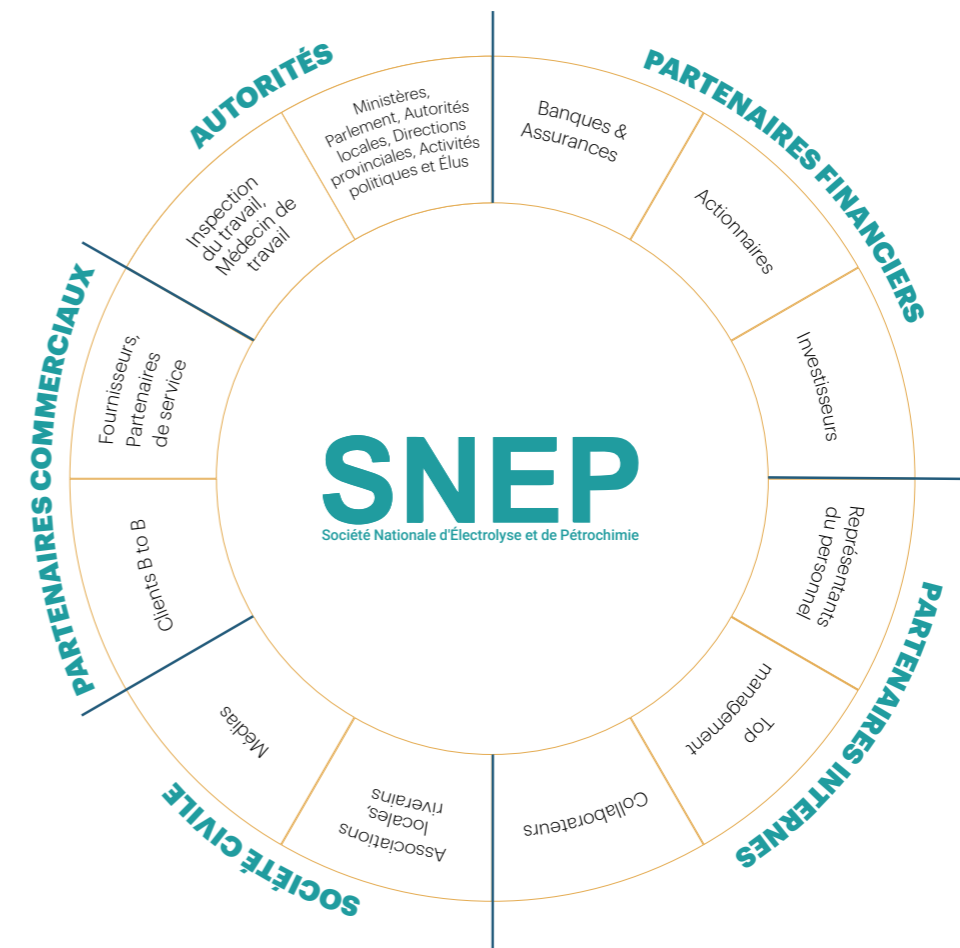 AUTORITÉS
Ministères,
Parlement, Autorités
locales, Directions
provinciales, Activités
politiques et Élus
Inspection
du travail,
Médecin de
travail
PARTENAIRES FINANCIERS
Banques &
Assurances
Actionnaires
Investisseurs
PARTENAIRES INTERNES
Représentants
du personnel
Top
management
Collaborateurs
SOCIÉTÉ CIVILE
Associations
locales,
riverains
Médias
PARTENAIRES COMMERCIAUX
Clients B to B
Fournisseurs,
Partenaires
de service
SNEP
Société Nationale d'Électrolyse et de Pétrochimie